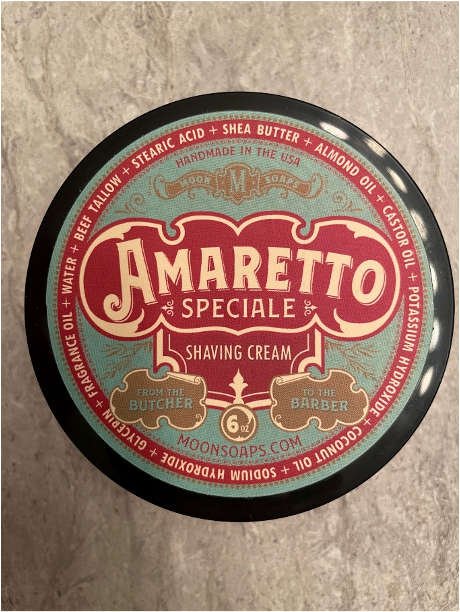 WATER + BEEF TALLOW + STEARIC ACID + SHEA BUTTER + ALMOND OIL + CASTOR OIL + POTASSIUM HYDROXIDE + COCONUT OIL + SODIUM HYDROXIDE + GLYCERIN + FRAGRANCE OIL +
HANDMADE IN THE USA
MOON M SOAPS
AMARETTO
SPECIALE
SHAVING CREAM
FROM THE
BUTCHER
TO THE
BARBER
6 OZ
MOONSOAPS.COM